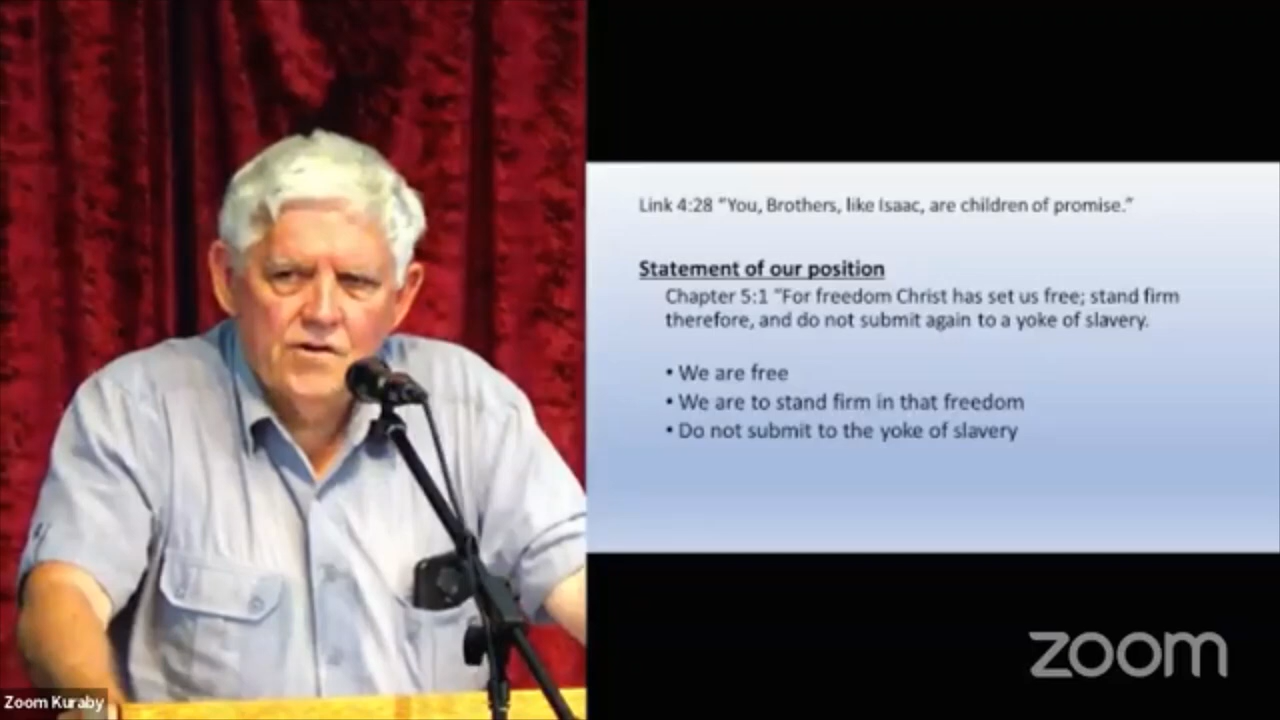 Link 4:28 "You, Brothers, like Isaac, are children of promise."
Statement of our position
Chapter 5:1 "For freedom Christ has set us free; stand firm
therefore, and do not submit again to a yoke of slavery.
• We are free
• We are to stand firm in that freedom
• Do not submit to the yoke of slavery
zoom
Zoom Kuraby